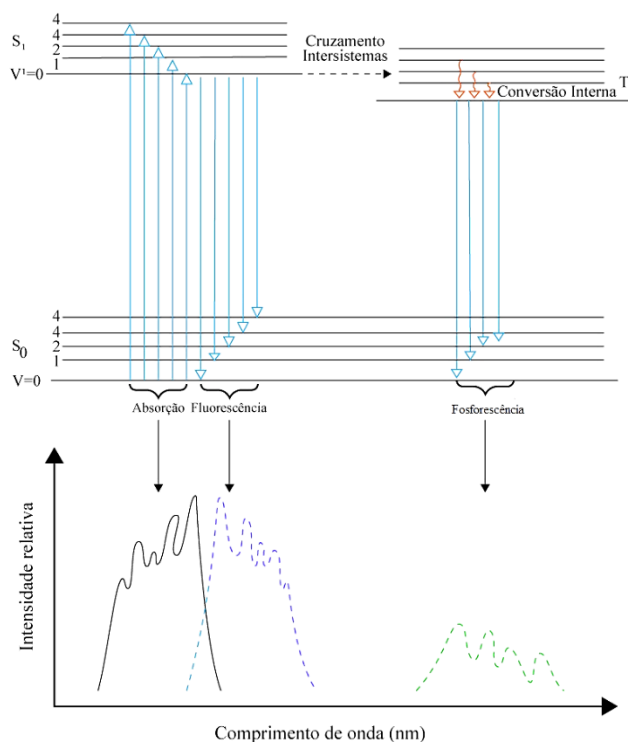 4
S₁ 4
2
1
V¹=0
Cruzamento
Intersistemas
T
Conversão Interna
4
4
S₀ 2
1
V=0
Absorção Fluorescência
Fosforescência
Intensidade relativa
Comprimento de onda (nm)